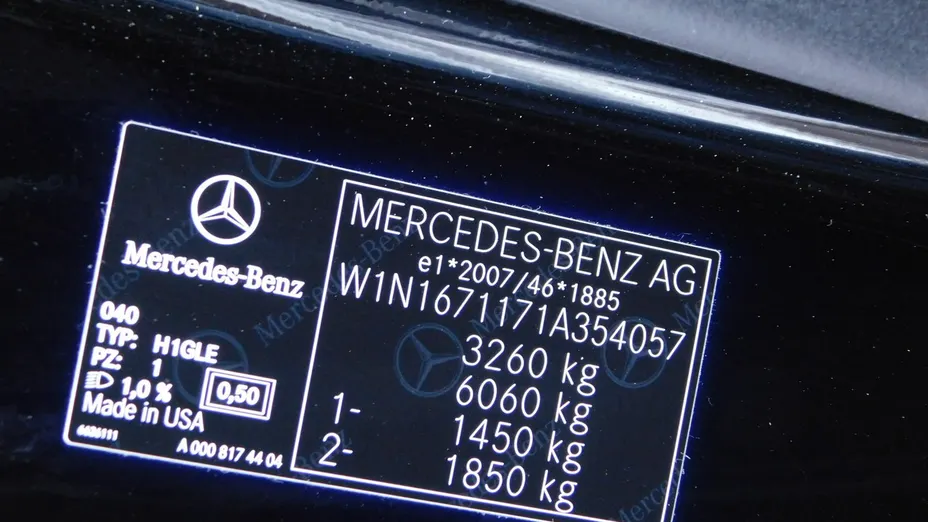 Mercedes-Benz
040
TYP: H1GLE
PZ: 1
1,0 % 0,50
Made in USA
A 000 817 44 04
MERCEDES-BENZ AG
e1*2007/46*1885
W1N1671171A354057
3260 kg
6060 kg
1- 1450 kg
2- 1850 kg